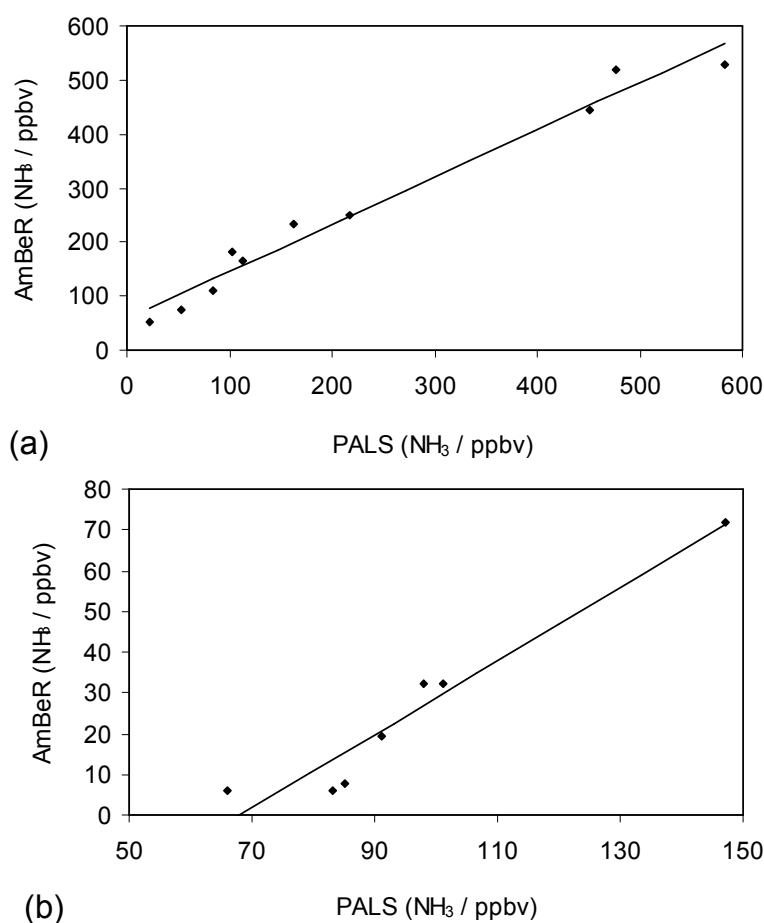 600
500
400
300
200
100
0
AmBeR (NH₃ / ppbv)
0 100 200 300 400 500 600
(a) PALS (NH₃ / ppbv)
80
70
60
50
40
30
20
10
0
AmBeR (NH₃ / ppbv)
50 70 90 110 130 150
(b) PALS (NH₃ / ppbv)